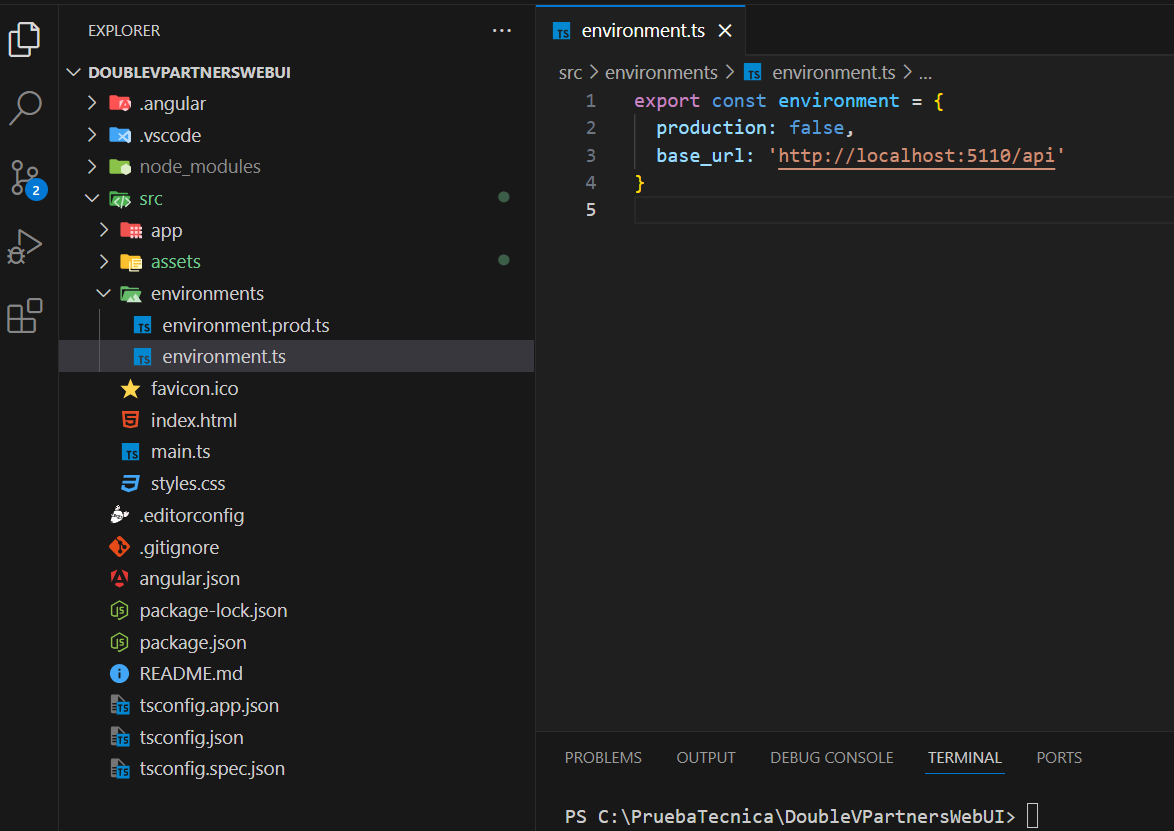 EXPLORER
DOUBLEVPARTNERSWEBUI
.angular
.vscode
node_modules
src
app
assets
environments
environment.prod.ts
environment.ts
favicon.ico
index.html
main.ts
styles.css
.editorconfig
.gitignore
angular.json
package-lock.json
package.json
README.md
tsconfig.app.json
tsconfig.json
tsconfig.spec.json
2
TS environment.ts
src > environments > TS environment.ts > ...
1 export const environment = {
2 production: false,
3 base_url: 'http://localhost:5110/api'
4 }
5
PROBLEMS OUTPUT DEBUG CONSOLE TERMINAL PORTS
PS C:\PruebaTecnica\DoubleVPartnersWebUI>